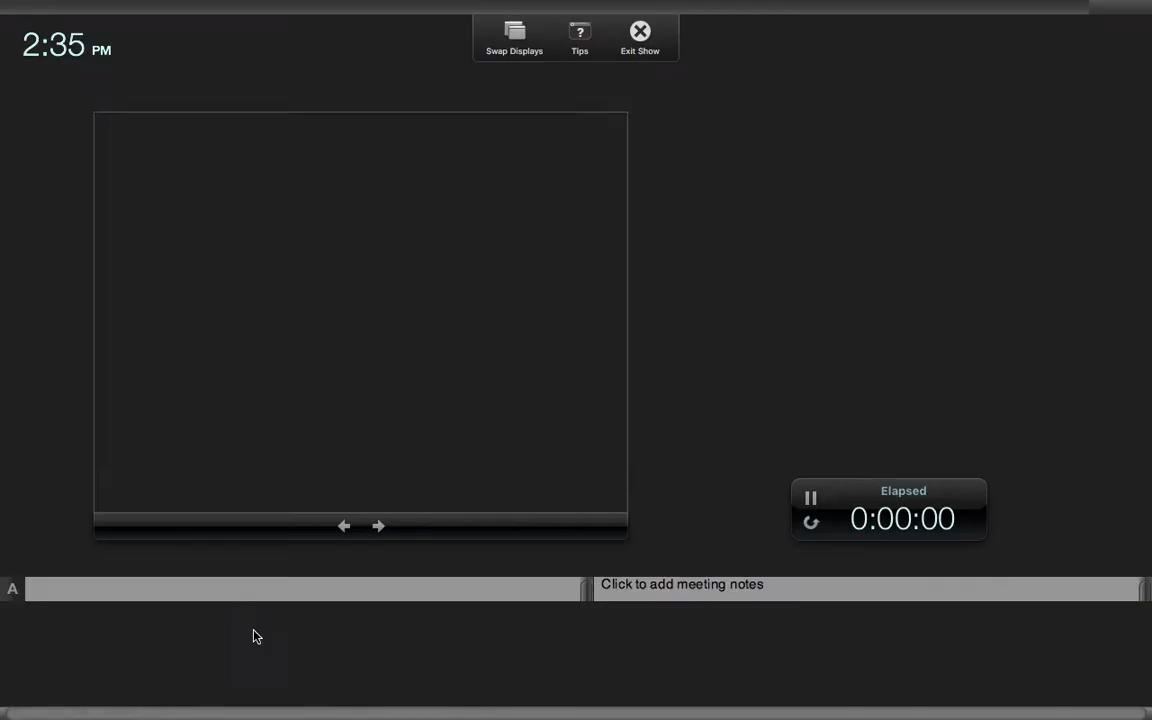 2:35 PM
Swap Displays
Tips
Exit Show
Elapsed
0:00:00
A
Click to add meeting notes